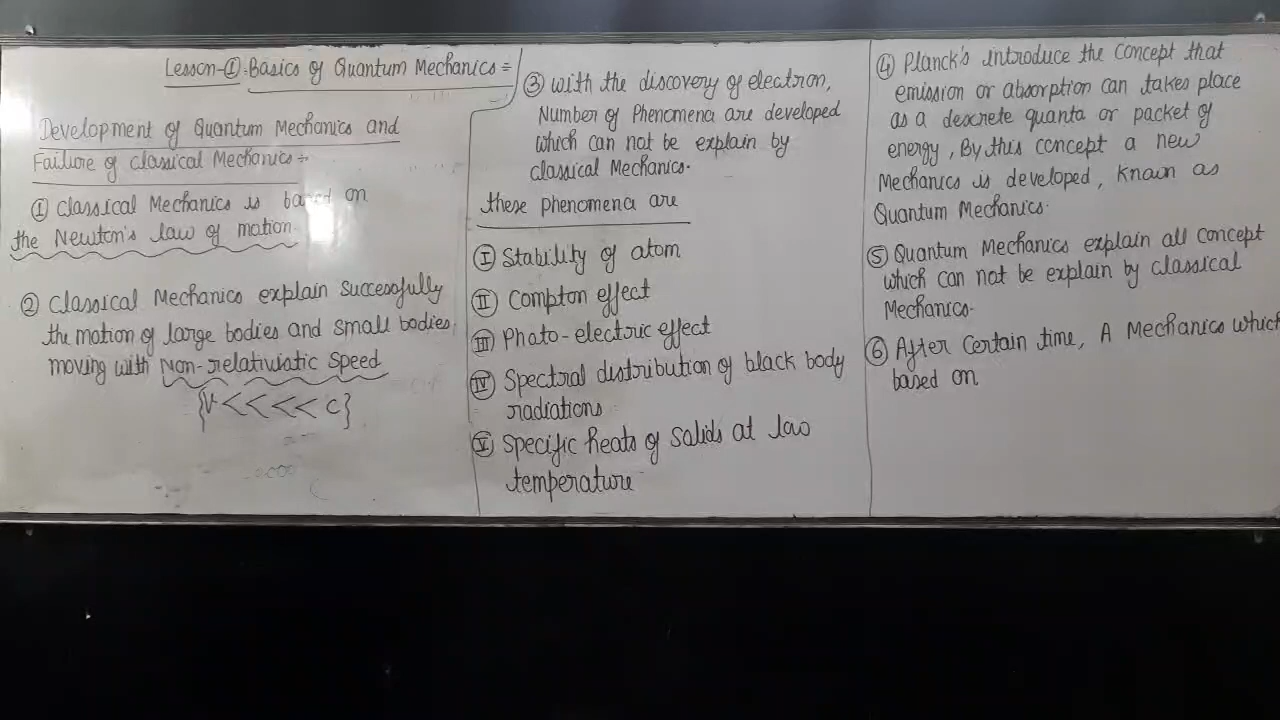 Lesson-① Basics of Quantum Mechanics =
Development of Quantum Mechanics and
Failure of Classical Mechanics ÷
① Classical Mechanics is based on
the Newton's law of motion.
② Classical Mechanics explain successfully
the motion of large bodies and small bodies
moving with Non-relativistic speed
{v<<<<c}
③ with the discovery of electron,
Number of Phenomena are developed
which can not be explain by
classical Mechanics.
these phenomena are
Ⓘ Stability of atom
Ⓘⓘ Compton effect
(III) Photo-electric effect
(IV) Spectral distribution of black body
radiations
(V) Specific heats of solids at low
temperature
④ Planck's introduce the concept that
emission or absorption can takes place
as a descrete quanta or packet of
energy, By this concept a new
Mechanics is developed, known as
Quantum Mechanics.
⑤ Quantum Mechanics explain all concept
which can not be explain by classical
Mechanics.
⑥ After certain time, A Mechanics which
based on